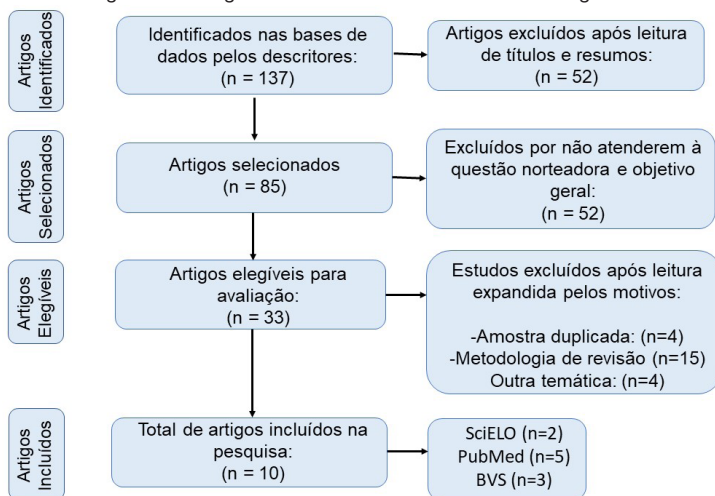 Artigos
Identificados
Identificados nas bases de
dados pelos descritores:
(n = 137)
Artigos excluídos após leitura
de títulos e resumos:
(n = 52)
Artigos
Selecionados
Artigos selecionados
(n = 85)
Excluídos por não atenderem à
questão norteadora e objetivo
geral:
(n = 52)
Artigos
Elegíveis
Artigos elegíveis para
avaliação:
(n = 33)
Estudos excluídos após leitura
expandida pelos motivos:
-Amostra duplicada: (n=4)
-Metodologia de revisão (n=15)
Outra temática: (n=4)
Artigos
Incluídos
Total de artigos incluídos na
pesquisa:
(n = 10)
SciELO (n=2)
PubMed (n=5)
BVS (n=3)